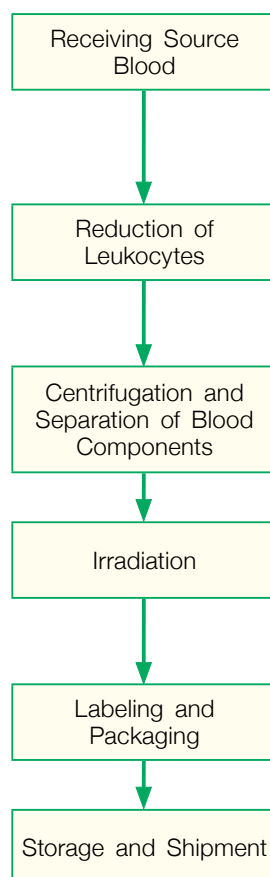 Receiving Source
Blood
Reduction of
Leukocytes
Centrifugation and
Separation of Blood
Components
Irradiation
Labeling and
Packaging
Storage and Shipment